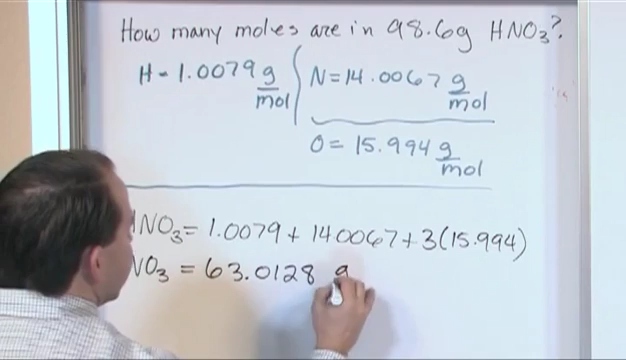 How many moles are in 98.6g HNO3?
H = 1.0079 g/mol
N = 14.0067 g/mol
O = 15.994 g/mol
NO3 = 1.0079 + 140067 + 3(15.994)
NO3 = 63.0128 g